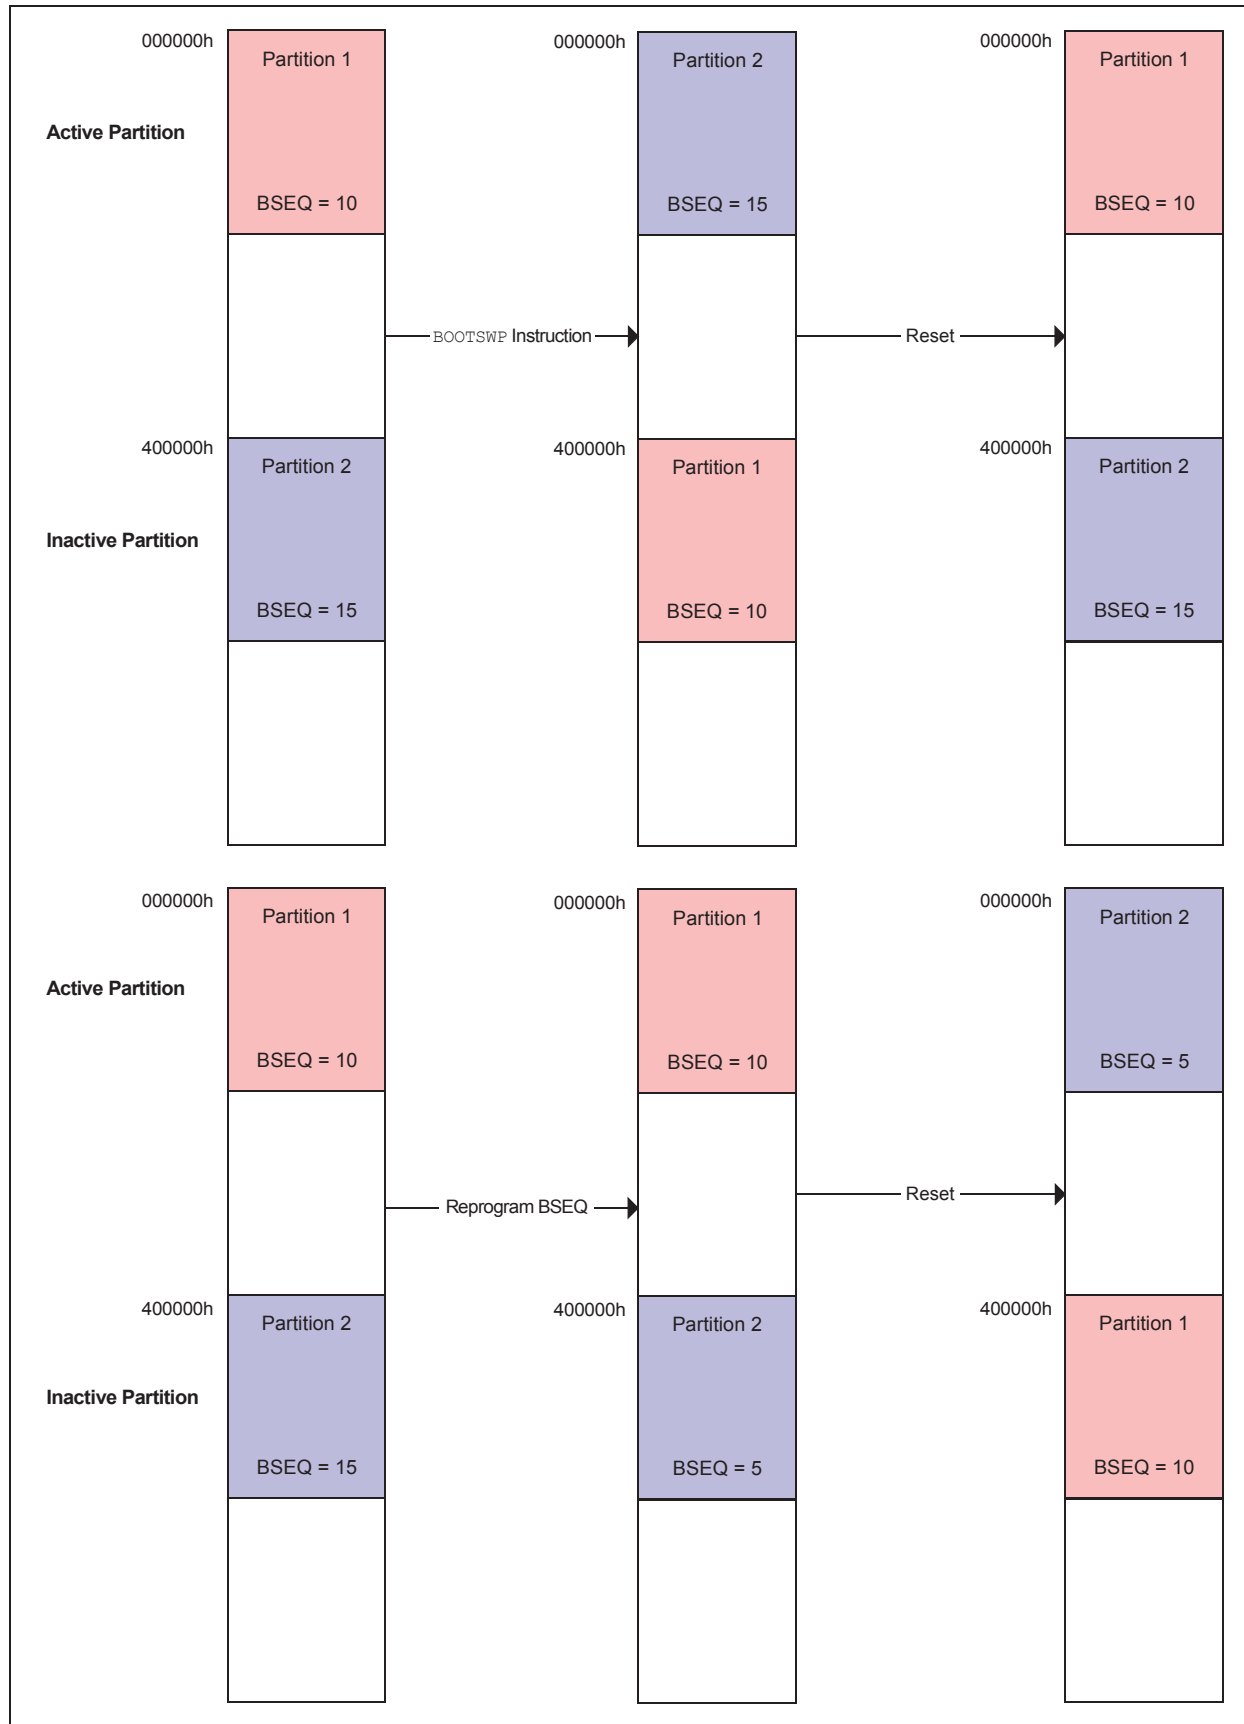 000000h
Partition 1
000000h
Partition 2
000000h
Partition 1
Active Partition
BSEQ = 10
BSEQ = 15
BSEQ = 10
BOOTSWP Instruction
Reset
400000h
Partition 2
400000h
Partition 1
400000h
Partition 2
Inactive Partition
BSEQ = 15
BSEQ = 10
BSEQ = 15
000000h
Partition 1
000000h
Partition 1
000000h
Partition 2
Active Partition
BSEQ = 10
BSEQ = 10
BSEQ = 5
Reprogram BSEQ
Reset
400000h
Partition 2
400000h
Partition 2
400000h
Partition 1
Inactive Partition
BSEQ = 15
BSEQ = 5
BSEQ = 10